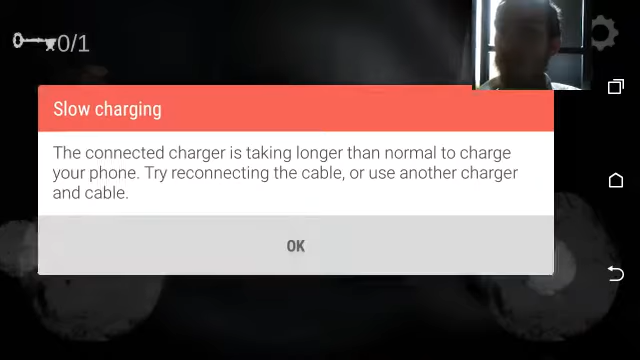 0/1
Slow charging
The connected charger is taking longer than normal to charge
your phone. Try reconnecting the cable, or use another charger
and cable.
OK